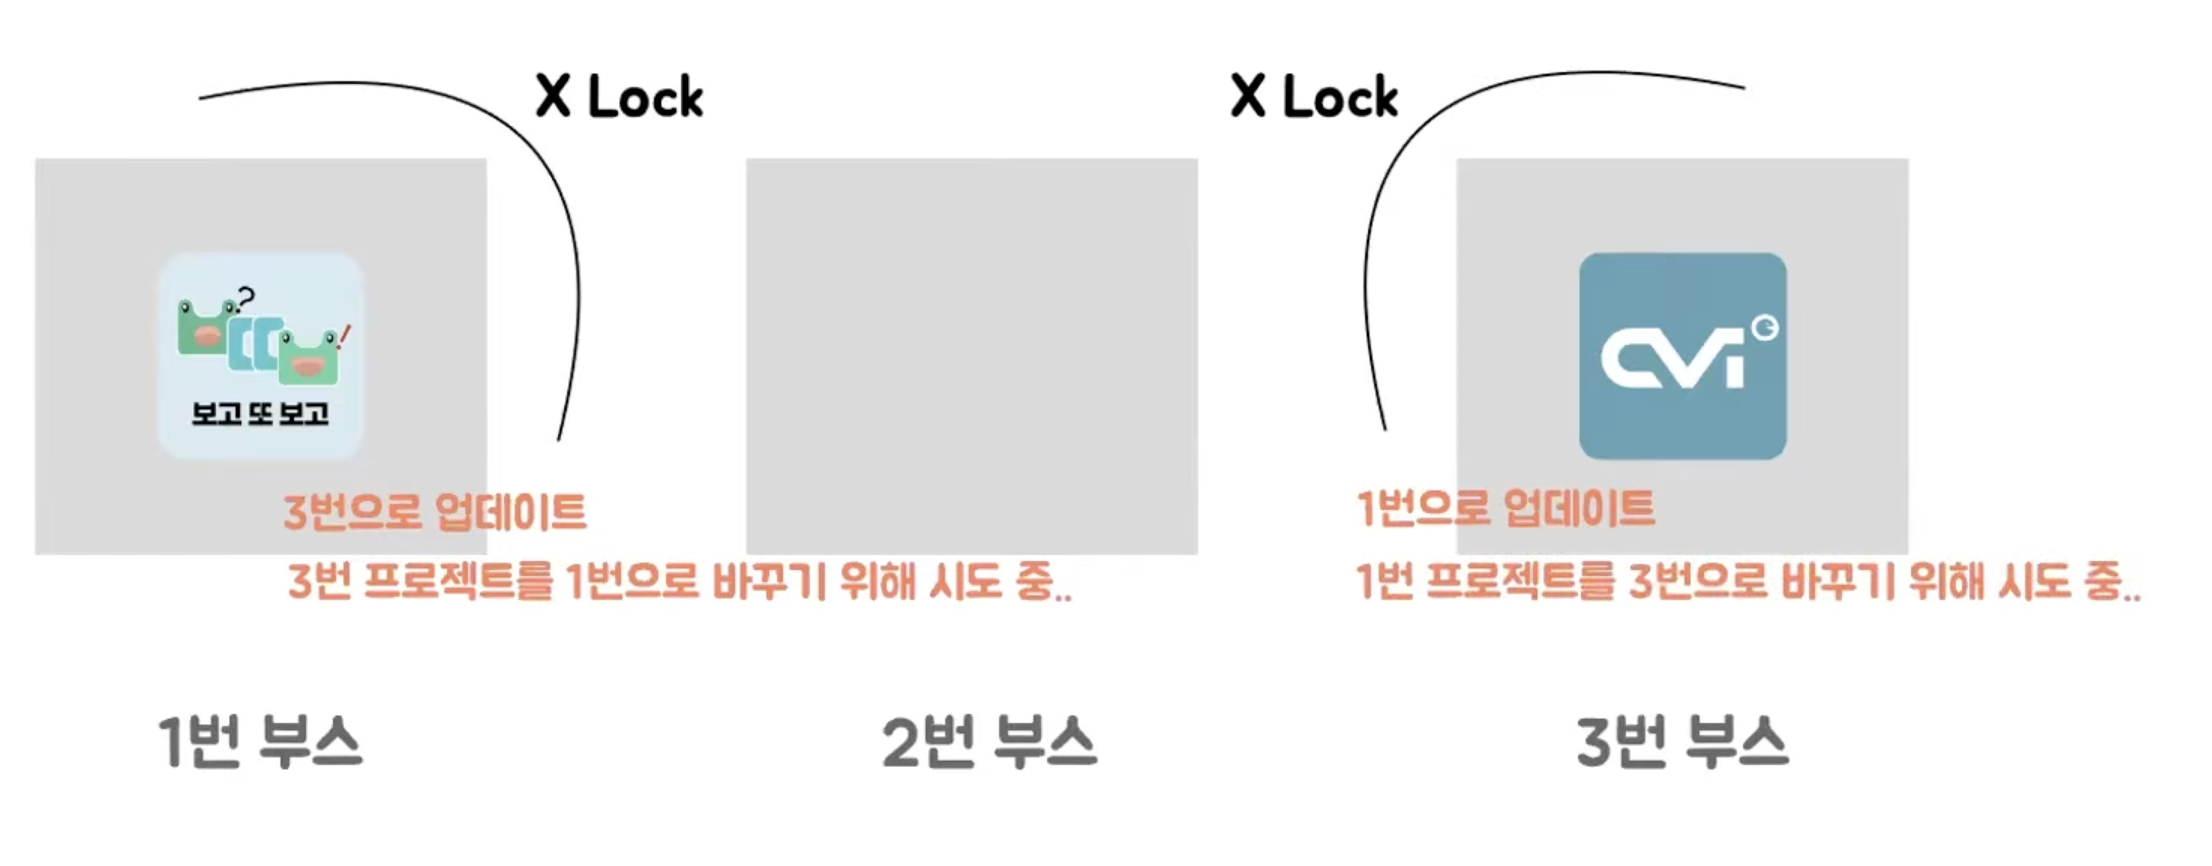 X Lock
X Lock
?
!
보고 또 보고
CVi
3번으로 업데이트
3번 프로젝트를 1번으로 바꾸기 위해 시도 중..
1번으로 업데이트
1번 프로젝트를 3번으로 바꾸기 위해 시도 중..
1번 부스
2번 부스
3번 부스